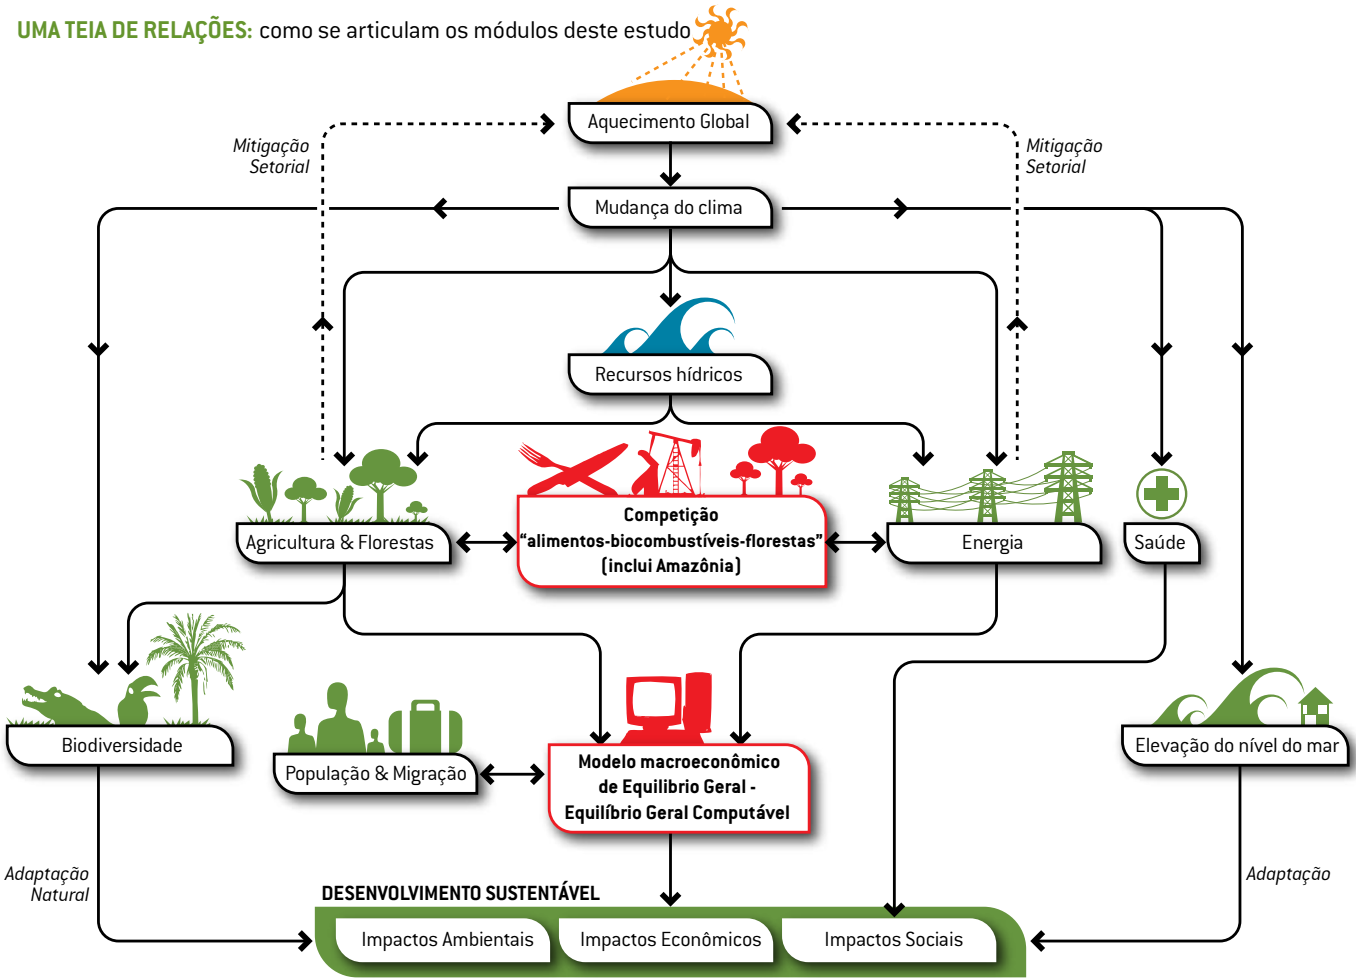 UMA TEIA DE RELAÇÕES: como se articulam os módulos deste estudo
Aquecimento Global
Mitigação
Setorial
Mitigação
Setorial
Mudança do clima
Recursos hídricos
Agricultura & Florestas
Competição
“alimentos-biocombustíveis-florestas”
(inclui Amazônia)
Energia
Saúde
Biodiversidade
População & Migração
Modelo macroeconômico
de Equilibrio Geral -
Equilíbrio Geral Computável
Elevação do nível do mar
Adaptação
Natural
Adaptação
DESENVOLVIMENTO SUSTENTÁVEL
Impactos Ambientais
Impactos Econômicos
Impactos Sociais